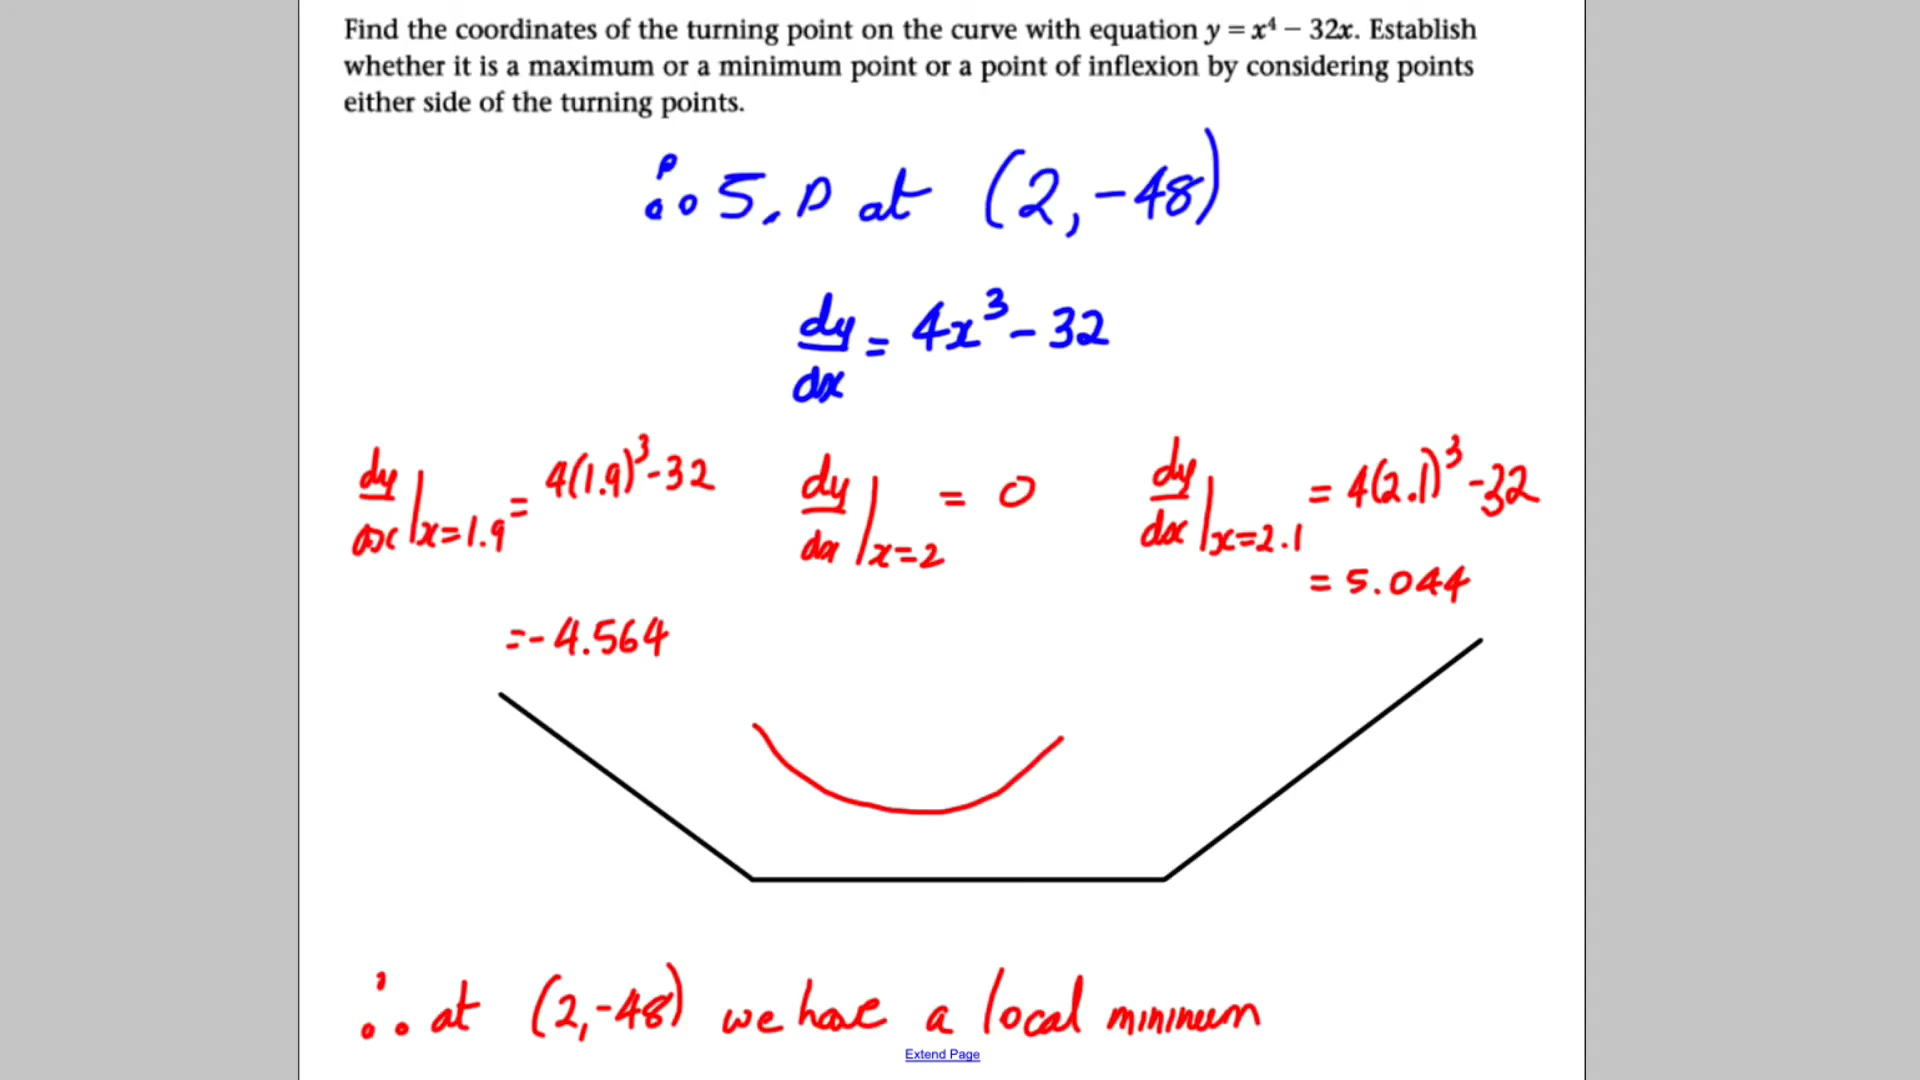 Find the coordinates of the turning point on the curve with equation y = x⁴ − 32x. Establish
whether it is a maximum or a minimum point or a point of inflexion by considering points
either side of the turning points.
∴ S.P at (2,-48)
dy/dx = 4x³ - 32
dy/dx|x=1.9 = 4(1.9)³-32
= -4.564
dy/dx|x=2 = 0
dy/dx|x=2.1 = 4(2.1)³-32
= 5.044
∴ at (2,-48) we have a local minimum
Extend Page